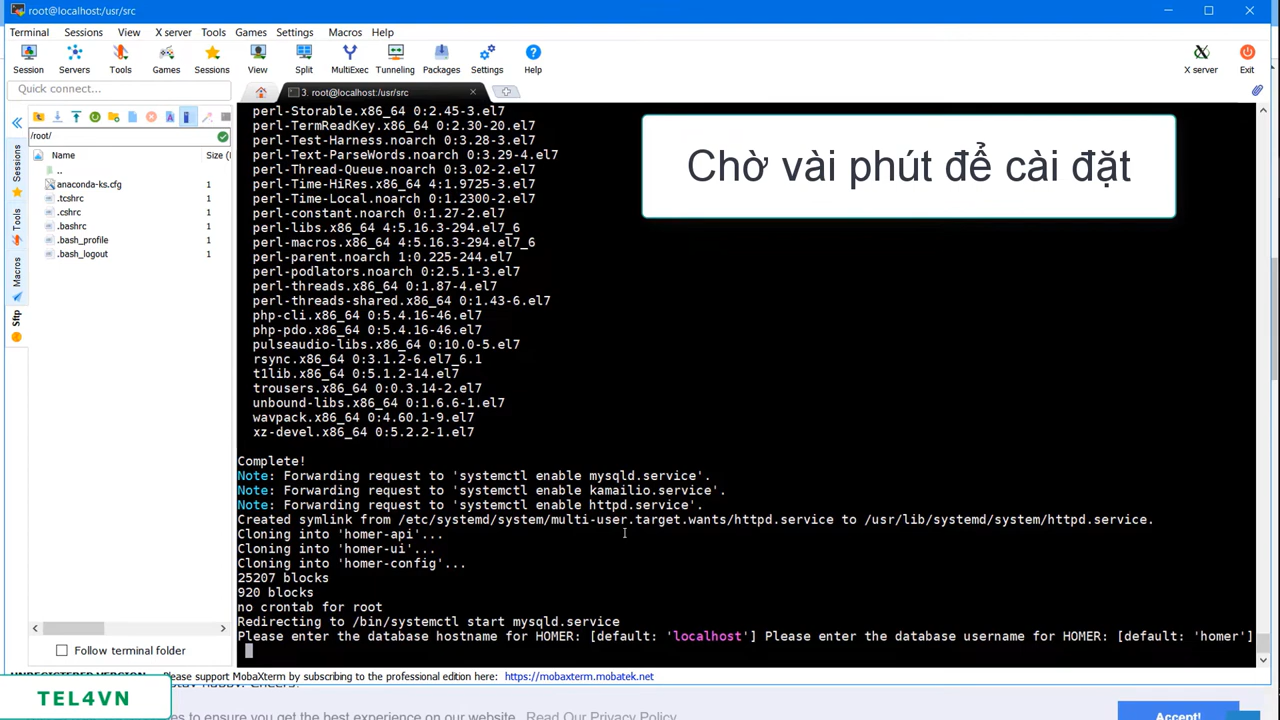 root@localhost:/usr/src
Terminal Sessions View X server Tools Games Settings Macros Help
Session Servers Tools Games Sessions View Split MultiExec Tunneling Packages Settings Help X server Exit
Quick connect...
3. root@localhost:/usr/src
/root/
Name Size (
..
anaconda-ks.cfg 1
.tcshrc 1
.cshrc 1
.bashrc 1
.bash_profile 1
.bash_logout 1
Sessions
Tools
Macros
Sftp
Follow terminal folder
perl-Storable.x86_64 0:2.45-3.el7
perl-TermReadKey.x86_64 0:2.30-20.el7
perl-Test-Harness.noarch 0:3.28-3.el7
perl-Text-ParseWords.noarch 0:3.29-4.el7
perl-Thread-Queue.noarch 0:3.02-2.el7
perl-Time-HiRes.x86_64 4:1.9725-3.el7
perl-Time-Local.noarch 0:1.2300-2.el7
perl-constant.noarch 0:1.27-2.el7
perl-libs.x86_64 4:5.16.3-294.el7_6
perl-macros.x86_64 4:5.16.3-294.el7_6
perl-parent.noarch 1:0.225-244.el7
perl-podlators.noarch 0:2.5.1-3.el7
perl-threads.x86_64 0:1.87-4.el7
perl-threads-shared.x86_64 0:1.43-6.el7
php-cli.x86_64 0:5.4.16-46.el7
php-pdo.x86_64 0:5.4.16-46.el7
pulseaudio-libs.x86_64 0:10.0-5.el7
rsync.x86_64 0:3.1.2-6.el7_6.1
t1lib.x86_64 0:5.1.2-14.el7
trousers.x86_64 0:0.3.14-2.el7
unbound-libs.x86_64 0:1.6.6-1.el7
wavpack.x86_64 0:4.60.1-9.el7
xz-devel.x86_64 0:5.2.2-1.el7
Complete!
Note: Forwarding request to 'systemctl enable mysqld.service'.
Note: Forwarding request to 'systemctl enable kamailio.service'.
Note: Forwarding request to 'systemctl enable httpd.service'.
Created symlink from /etc/systemd/system/multi-user.target.wants/httpd.service to /usr/lib/systemd/system/httpd.service.
Cloning into 'homer-api'...
Cloning into 'homer-ui'...
Cloning into 'homer-config'...
25207 blocks
920 blocks
no crontab for root
Redirecting to /bin/systemctl start mysqld.service
Please enter the database hostname for HOMER: [default: 'localhost'] Please enter the database username for HOMER: [default: 'homer']
Chờ vài phút để cài đặt
Please support MobaXterm by subscribing to the professional edition here: https://mobaxterm.mobatek.net
TEL4VN
es to ensure you get the best experience on our website. Read Our Privacy Policy
Accept!